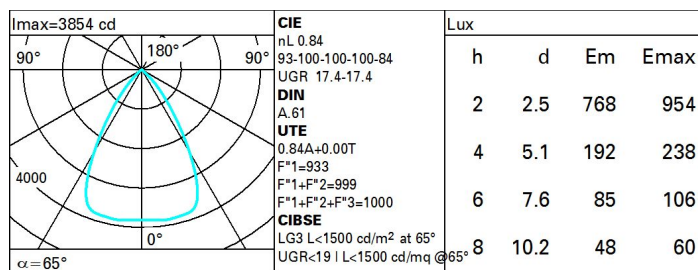 Imax=3854 cd
90°
180°
90°
4000
0°
α=65°
CIE
nL 0.84
93-100-100-100-84
UGR 17.4-17.4
DIN
A.61
UTE
0.84A+0.00T
F"1=933
F"1+F"2=999
F"1+F"2+F"3=1000
CIBSE
LG3 L<1500 cd/m² at 65°
UGR<19 | L<1500 cd/mq @65°
Lux
h d Em Emax
2 2.5 768 954
4 5.1 192 238
6 7.6 85 106
8 10.2 48 60